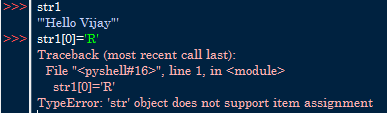 >>> str1
'"Hello Vijay"'
>>> str1[0]='R'
Traceback (most recent call last):
File "<pyshell#16>", line 1, in <module>
str1[0]='R'
TypeError: 'str' object does not support item assignment